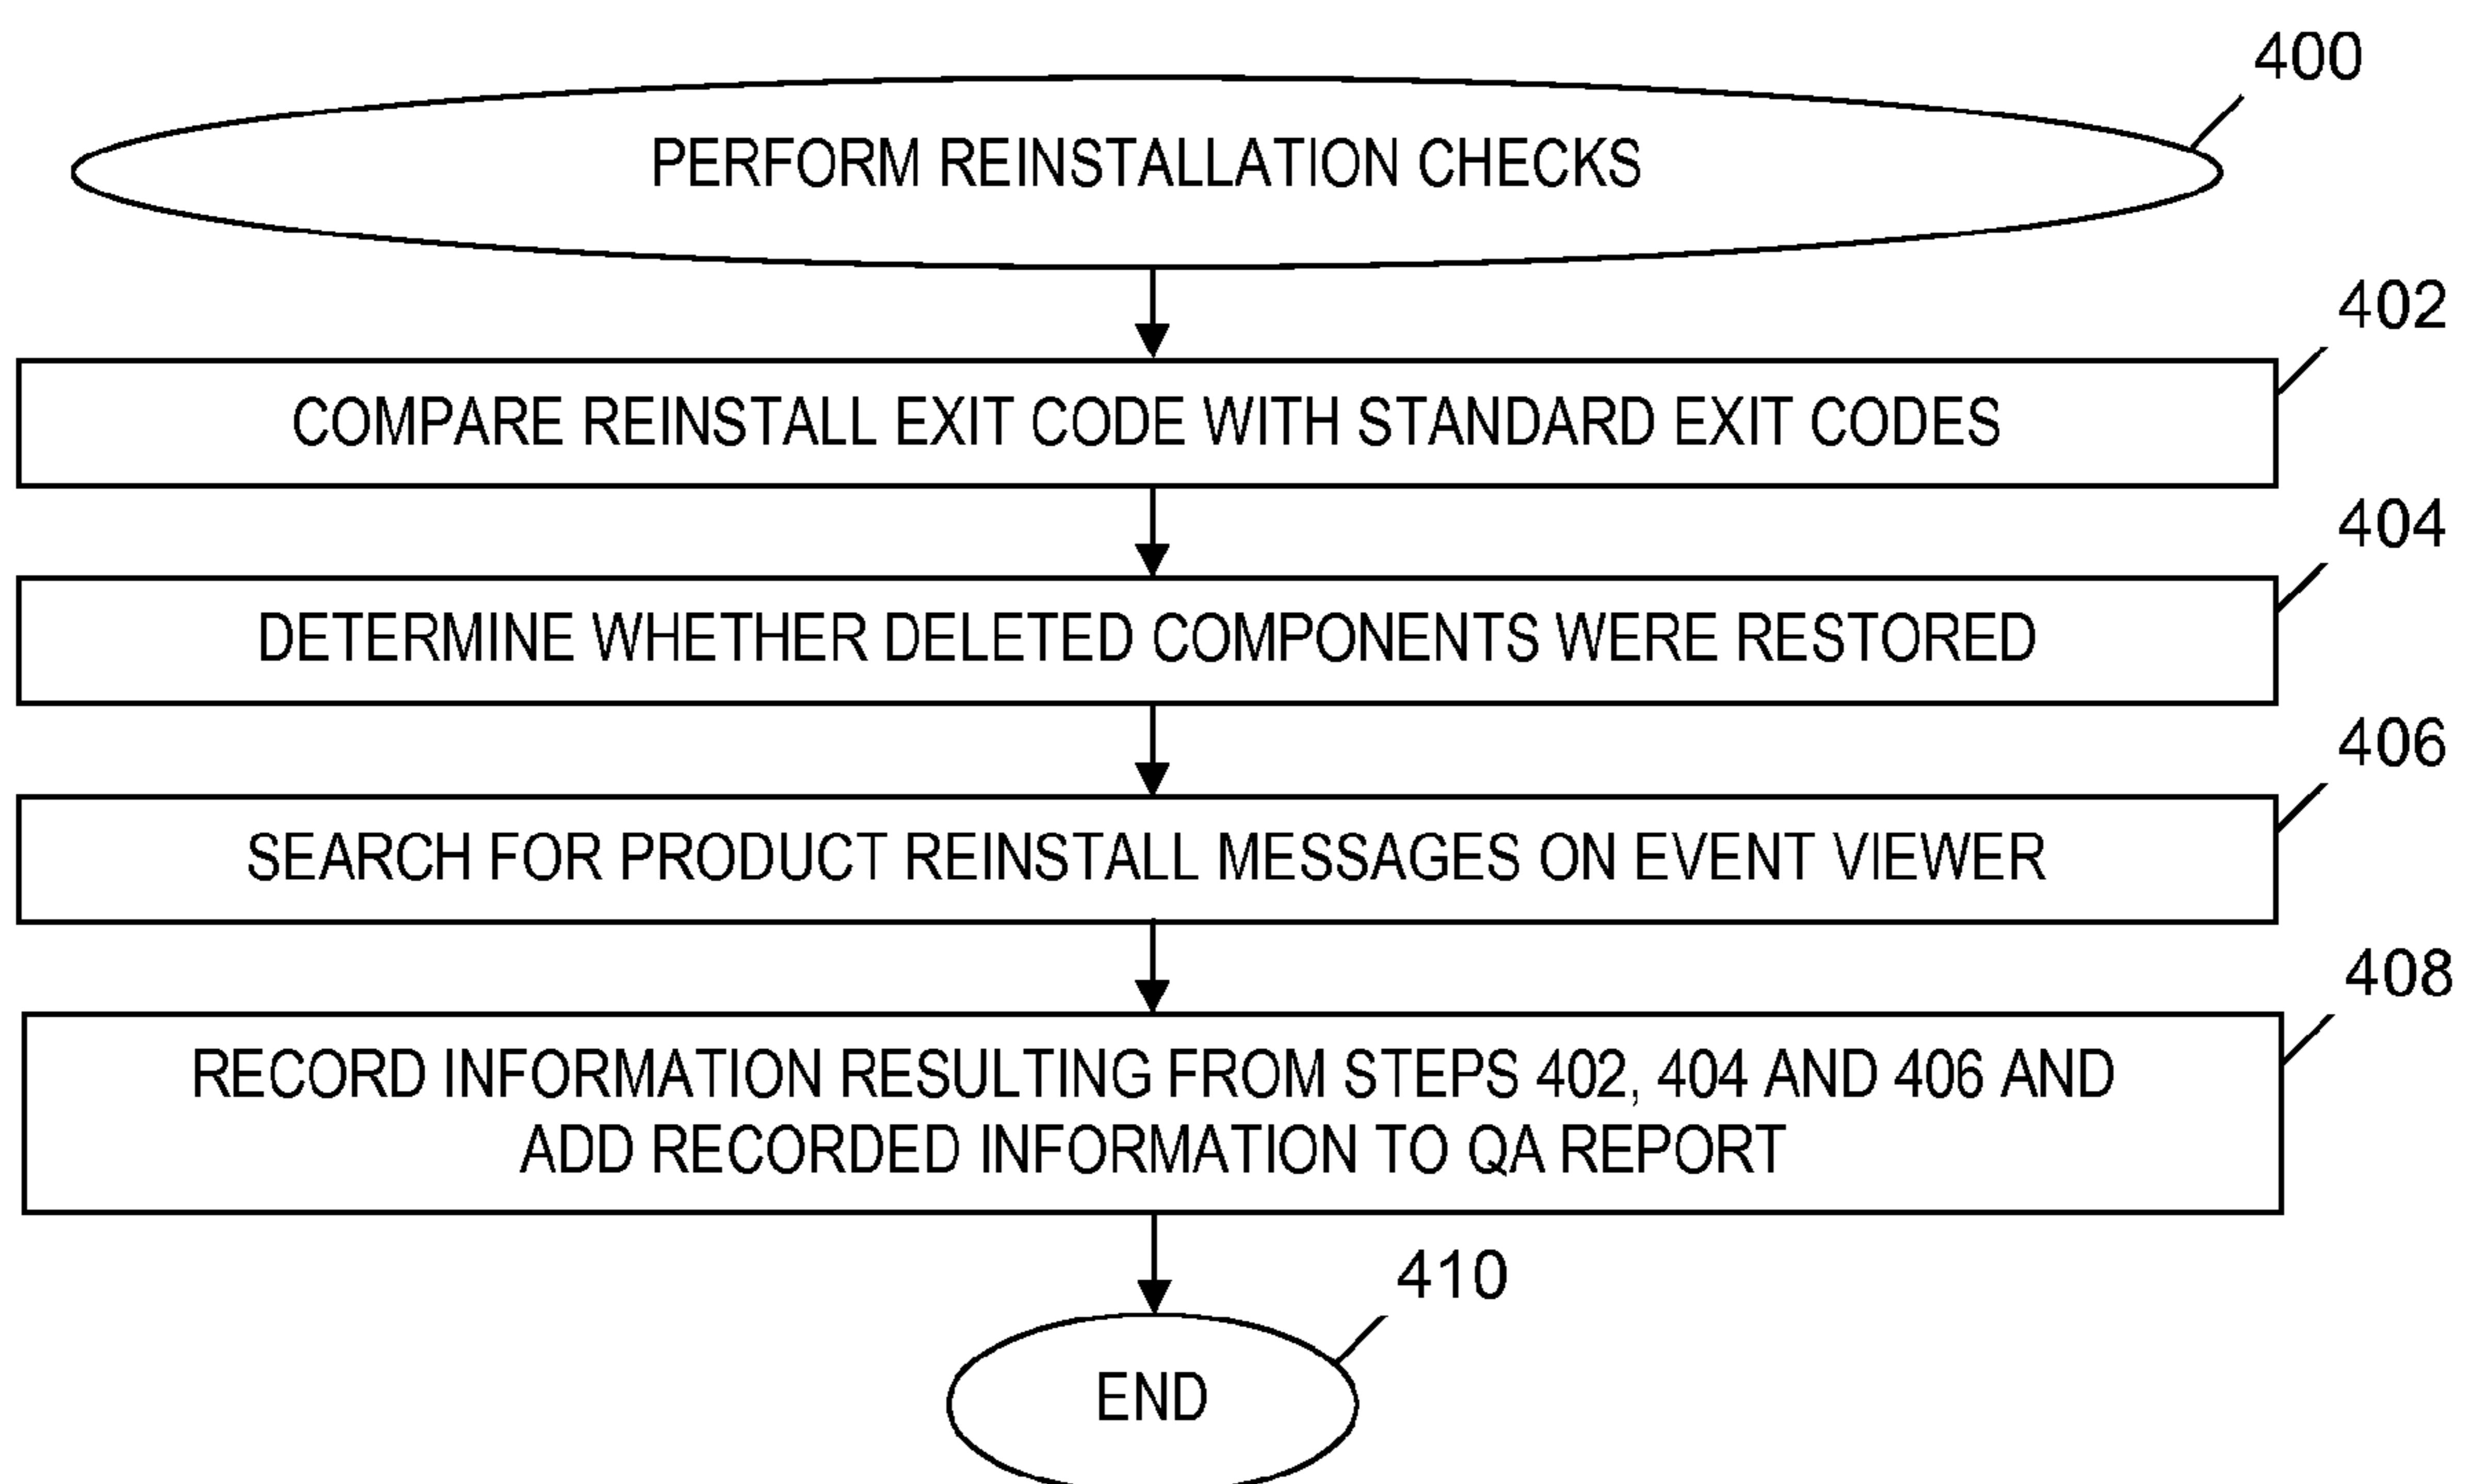 400
PERFORM REINSTALLATION CHECKS
402
COMPARE REINSTALL EXIT CODE WITH STANDARD EXIT CODES
404
DETERMINE WHETHER DELETED COMPONENTS WERE RESTORED
406
SEARCH FOR PRODUCT REINSTALL MESSAGES ON EVENT VIEWER
408
RECORD INFORMATION RESULTING FROM STEPS 402, 404 AND 406 AND
ADD RECORDED INFORMATION TO QA REPORT
410
END